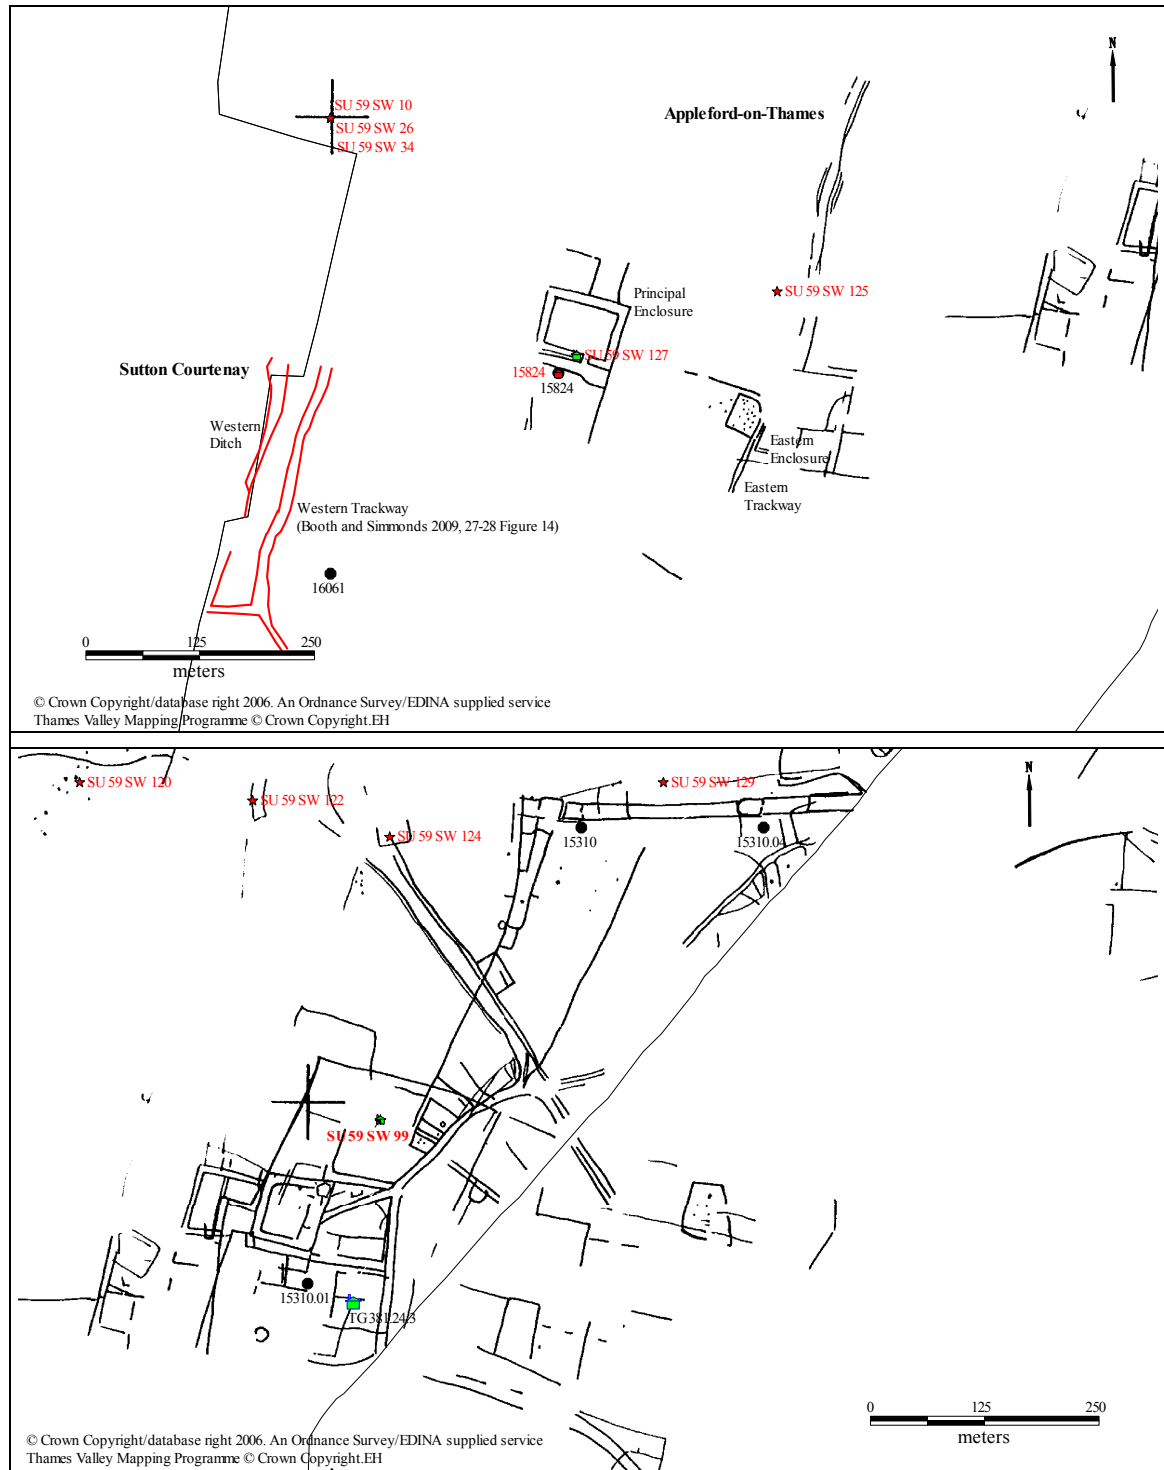 N
SU 59 SW 10
SU 59 SW 26
SU 59 SW 34
Appleford-on-Thames
SU 59 SW 125
Principal
Enclosure
SU 59 SW 127
15824
15824
Sutton Courtenay
Western
Ditch
Eastern
Enclosure
Eastern
Trackway
Western Trackway
(Booth and Simmonds 2009, 27-28 Figure 14)
16061
0 125 250
meters
© Crown Copyright/database right 2006. An Ordnance Survey/EDINA supplied service
Thames Valley Mapping Programme © Crown Copyright.EH
N
SU 59 SW 120
SU 59 SW 122
SU 59 SW 124
SU 59 SW 129
15310
15310.04
SU 59 SW 99
15310.01
TG38124.3
0 125 250
meters
© Crown Copyright/database right 2006. An Ordnance Survey/EDINA supplied service
Thames Valley Mapping Programme © Crown Copyright.EH